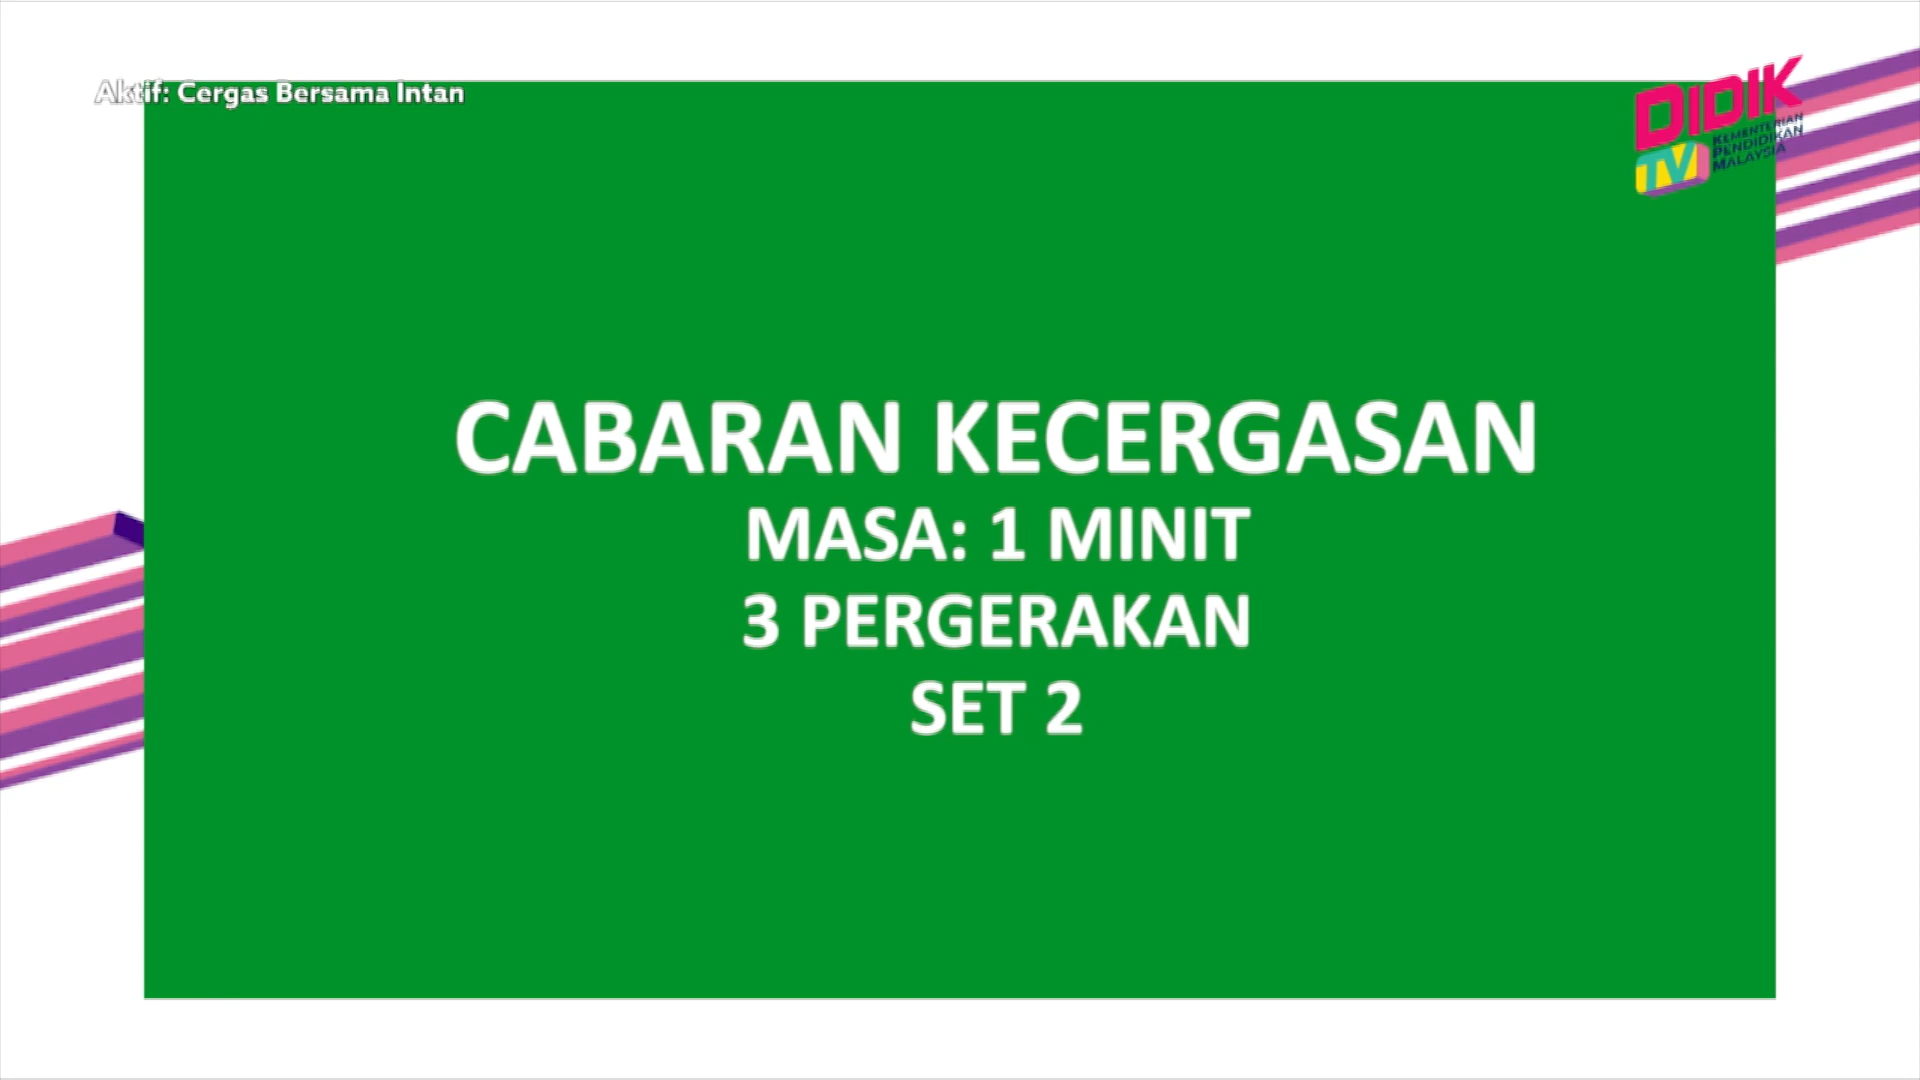 Aktif: Cergas Bersama Intan
DIDIK
TV
KEMENTERIAN
PENDIDIKAN
MALAYSIA
CABARAN KECERGASAN
MASA: 1 MINIT
3 PERGERAKAN
SET 2